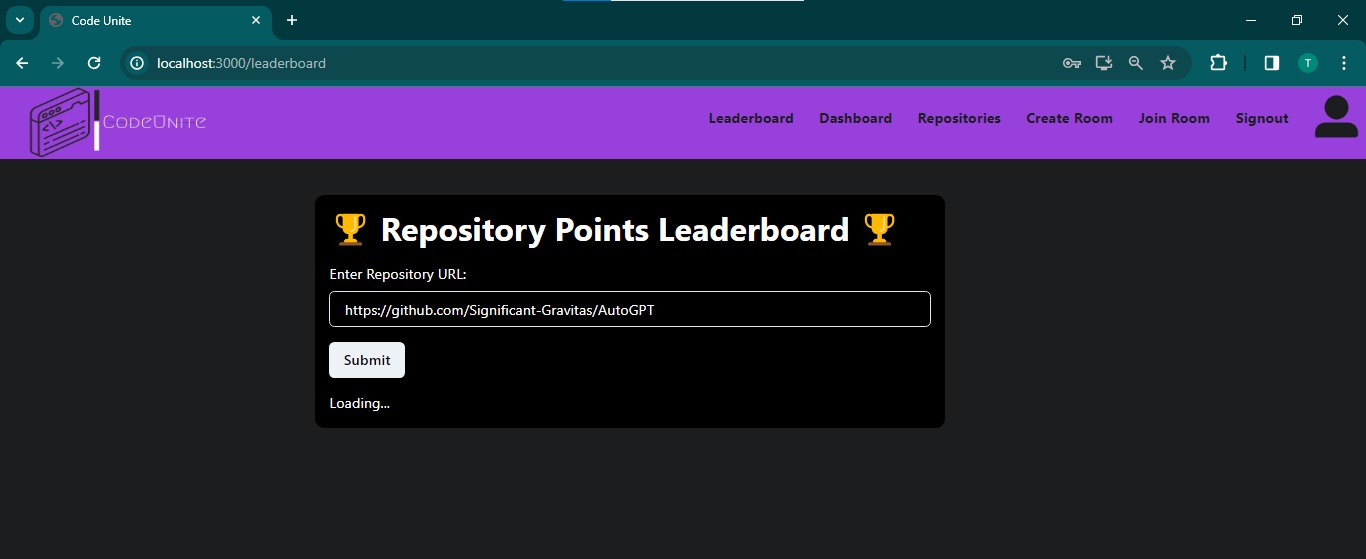 Code Unite
localhost:3000/leaderboard
T
CODEUNITE
Leaderboard Dashboard Repositories Create Room Join Room Signout
Repository Points Leaderboard
Enter Repository URL:
https://github.com/Significant-Gravitas/AutoGPT
Submit
Loading...